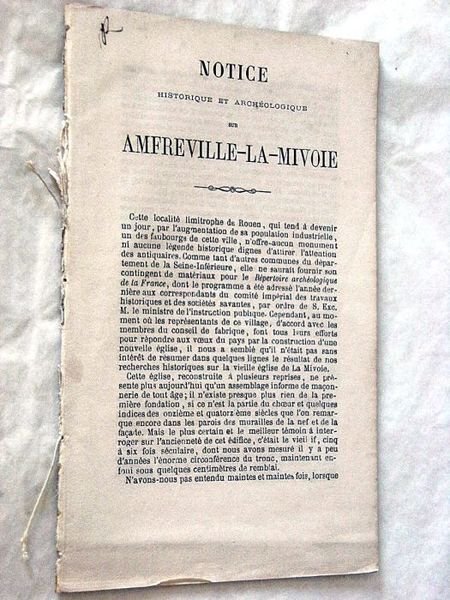 NOTICE
HISTORIQUE ET ARCHÉOLOGIQUE
SUR
AMFREVILLE-LA-MIVOIE
Cette localité limitrophe de Rouen, qui tend à devenir
un jour, par l'augmentation de sa population industrielle,
un des faubourgs de cette ville, n'offre aucun monument
ni aucune légende historique dignes d'attirer l'attention
des antiquaires. Comme tant d'autres communes du dépar-
tement de la Seine-Inférieure, elle ne saurait fournir son
contingent de matériaux pour le Répertoire archéologique
de la France, dont le programme a été adressé l'année der-
nière aux correspondants du comité impérial des travaux
historiques et des sociétés savantes, par ordre de S. Exc.
M. le ministre de l'instruction publique. Cependant, au mo-
ment où les représentants de ce village, d'accord avec les
membres du conseil de fabrique, font tous leurs efforts
pour répondre aux vœux du pays par la construction d'une
nouvelle église, il nous a semblé qu'il n'était pas sans
intérêt de résumer dans quelques lignes le résultat de nos
recherches historiques sur la vieille église de La Mivoie.
Cette église, reconstruite à plusieurs reprises, ne pré-
sente plus aujourd'hui qu'un assemblage informe de maçon-
nerie de tout âge; il n'existe presque plus rien de la pre-
mière fondation, si ce n'est la partie du chœur et quelques
indices des onzième et quatorzième siècles que l'on remar-
que encore dans les parois des murailles de la nef et de la
façade. Mais le plus certain et le meilleur témoin à inter-
roger sur l'ancienneté de cet édifice, c'était le vieil if, cinq
à six fois séculaire, dont nous avons mesuré il y a peu
d'années l'énorme circonférence du tronc, maintenant en-
foui sous quelques centimètres de remblai.
N'avons-nous pas entendu maintes et maintes fois, lorsque